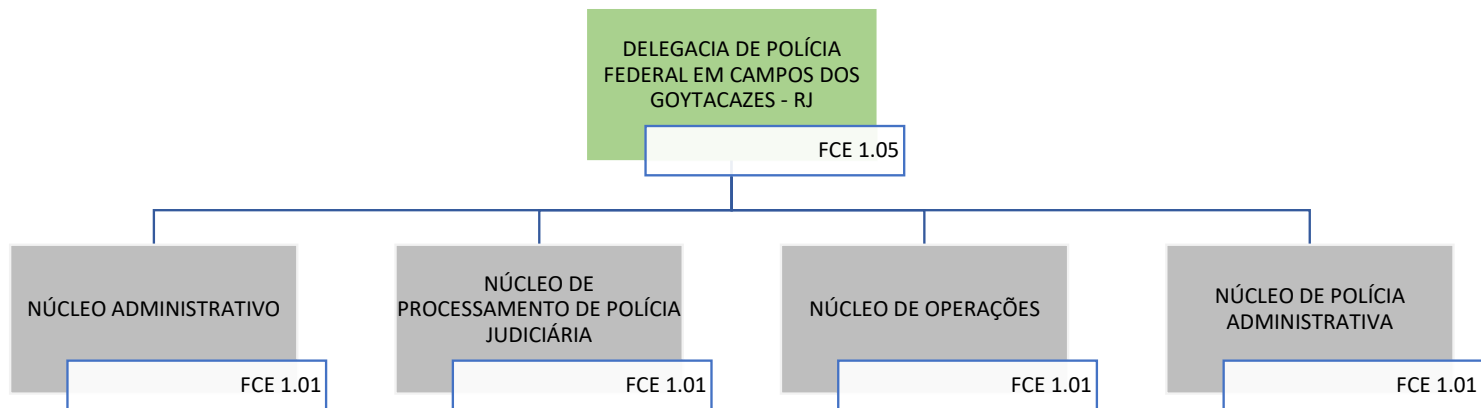 DELEGACIA DE POLÍCIA
FEDERAL EM CAMPOS DOS
GOYTACAZES - RJ
FCE 1.05
NÚCLEO ADMINISTRATIVO
FCE 1.01
NÚCLEO DE
PROCESSAMENTO DE POLÍCIA
JUDICIÁRIA
FCE 1.01
NÚCLEO DE OPERAÇÕES
FCE 1.01
NÚCLEO DE POLÍCIA
ADMINISTRATIVA
FCE 1.01